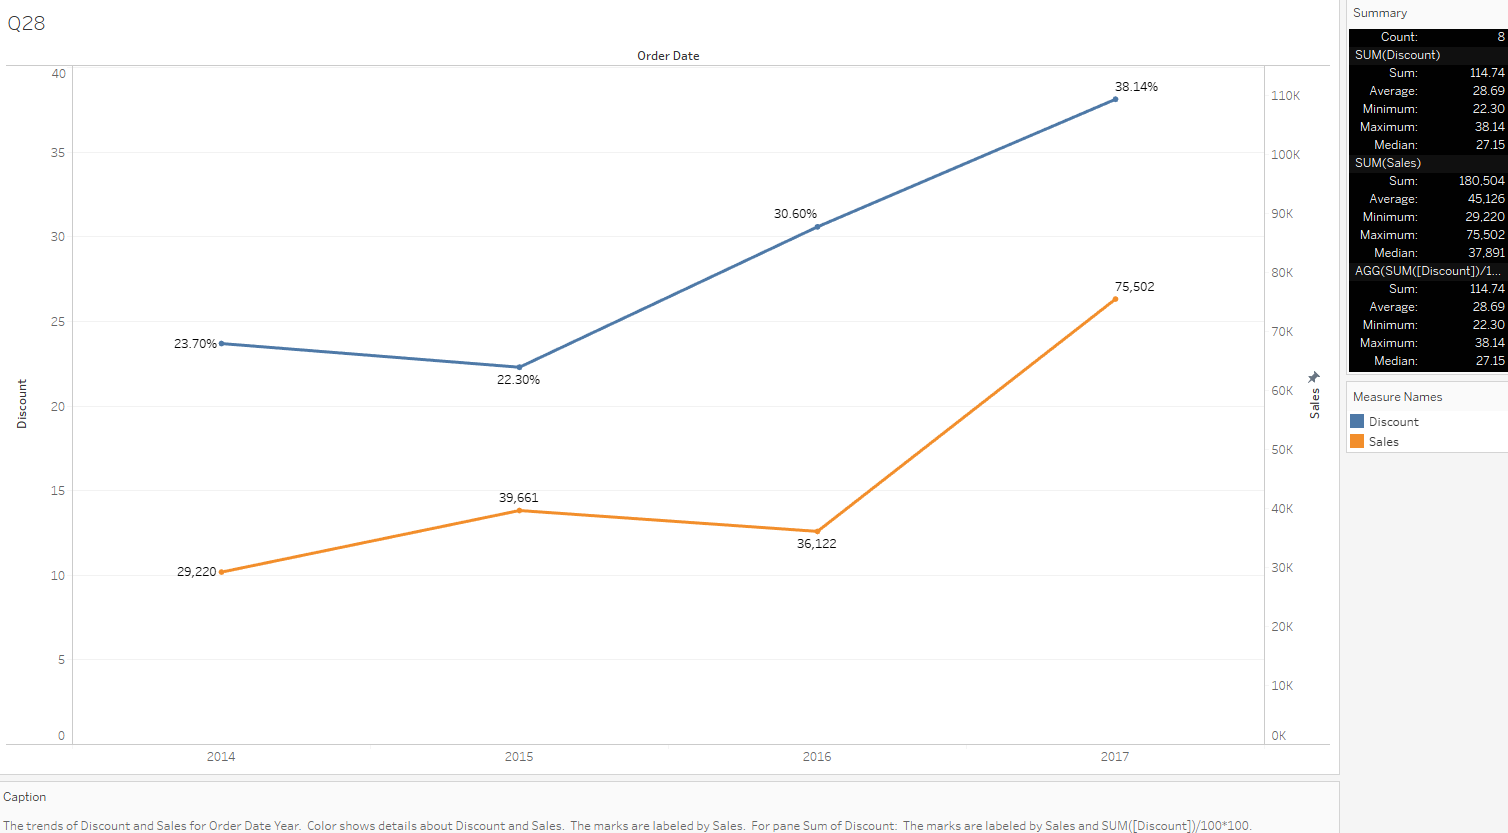 Q28
Order Date
40
35
30
25
20
15
10
5
0
Discount
38.14%
30.60%
23.70%
22.30%
75,502
39,661
36,122
29,220
110K
100K
90K
80K
70K
60K
50K
40K
30K
20K
10K
0K
Sales
2014 2015 2016 2017
Summary
Count: 8
SUM(Discount)
Sum: 114.74
Average: 28.69
Minimum: 22.30
Maximum: 38.14
Median: 27.15
SUM(Sales)
Sum: 180,504
Average: 45,126
Minimum: 29,220
Maximum: 75,502
Median: 37,891
AGG(SUM([Discount])/1...
Sum: 114.74
Average: 28.69
Minimum: 22.30
Maximum: 38.14
Median: 27.15
Measure Names
Discount
Sales
Caption
The trends of Discount and Sales for Order Date Year. Color shows details about Discount and Sales. The marks are labeled by Sales. For pane Sum of Discount: The marks are labeled by Sales and SUM([Discount])/100*100.